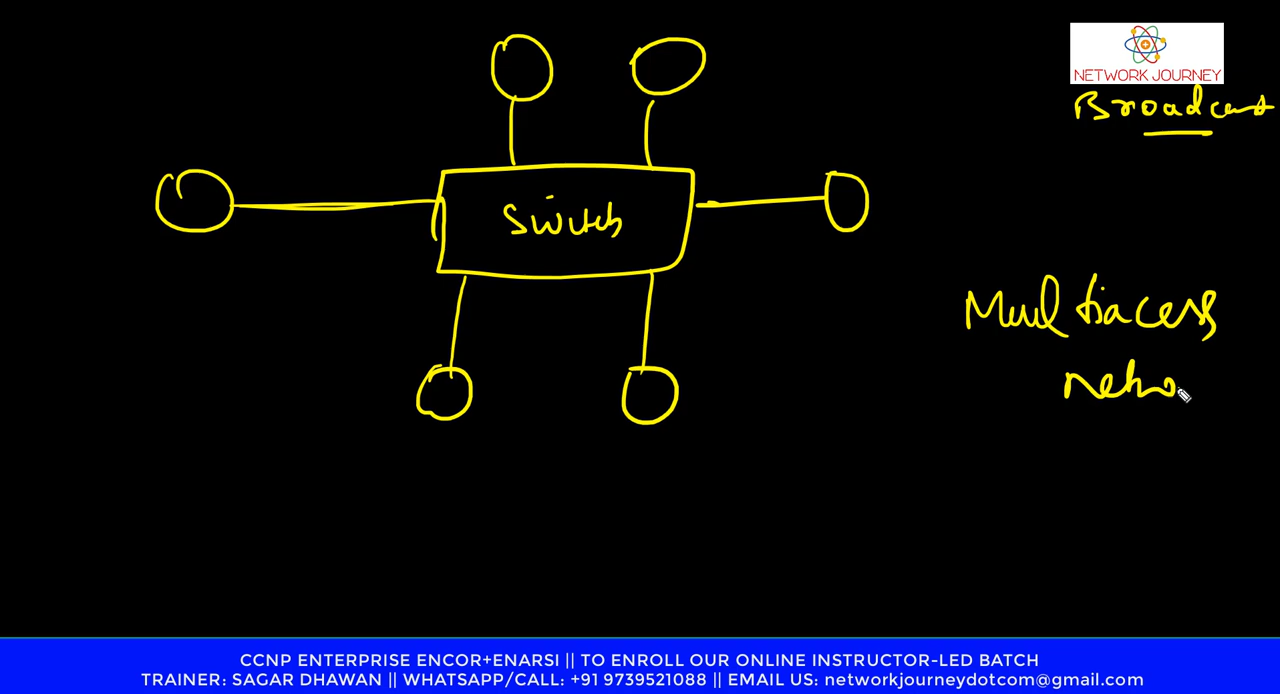 NETWORK JOURNEY
Broadcast
Switch
Multiacess
netwo
CCNP ENTERPRISE ENCOR+ENARSI || TO ENROLL OUR ONLINE INSTRUCTOR-LED BATCH
TRAINER: SAGAR DHAWAN || WHATSAPP/CALL: +91 9739521088 || EMAIL US: networkjourneydotcom@gmail.com